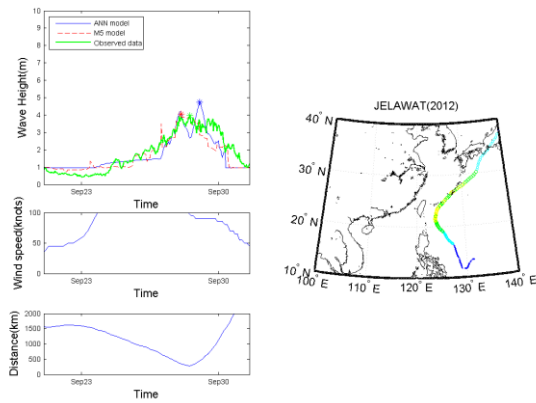 10
9
8
7
6
5
4
3
2
1
0
Wave Height(m)
ANN model
M5 model
Observed data
Sep23
Sep30
Time
100
50
0
Wind speed(knots)
Sep23
Sep30
Time
2000
1500
1000
500
0
Distance(km)
Sep23
Sep30
Time
JELAWAT(2012)
40° N
30° N
20° N
10° N
110° E
120° E
130° E
140° E